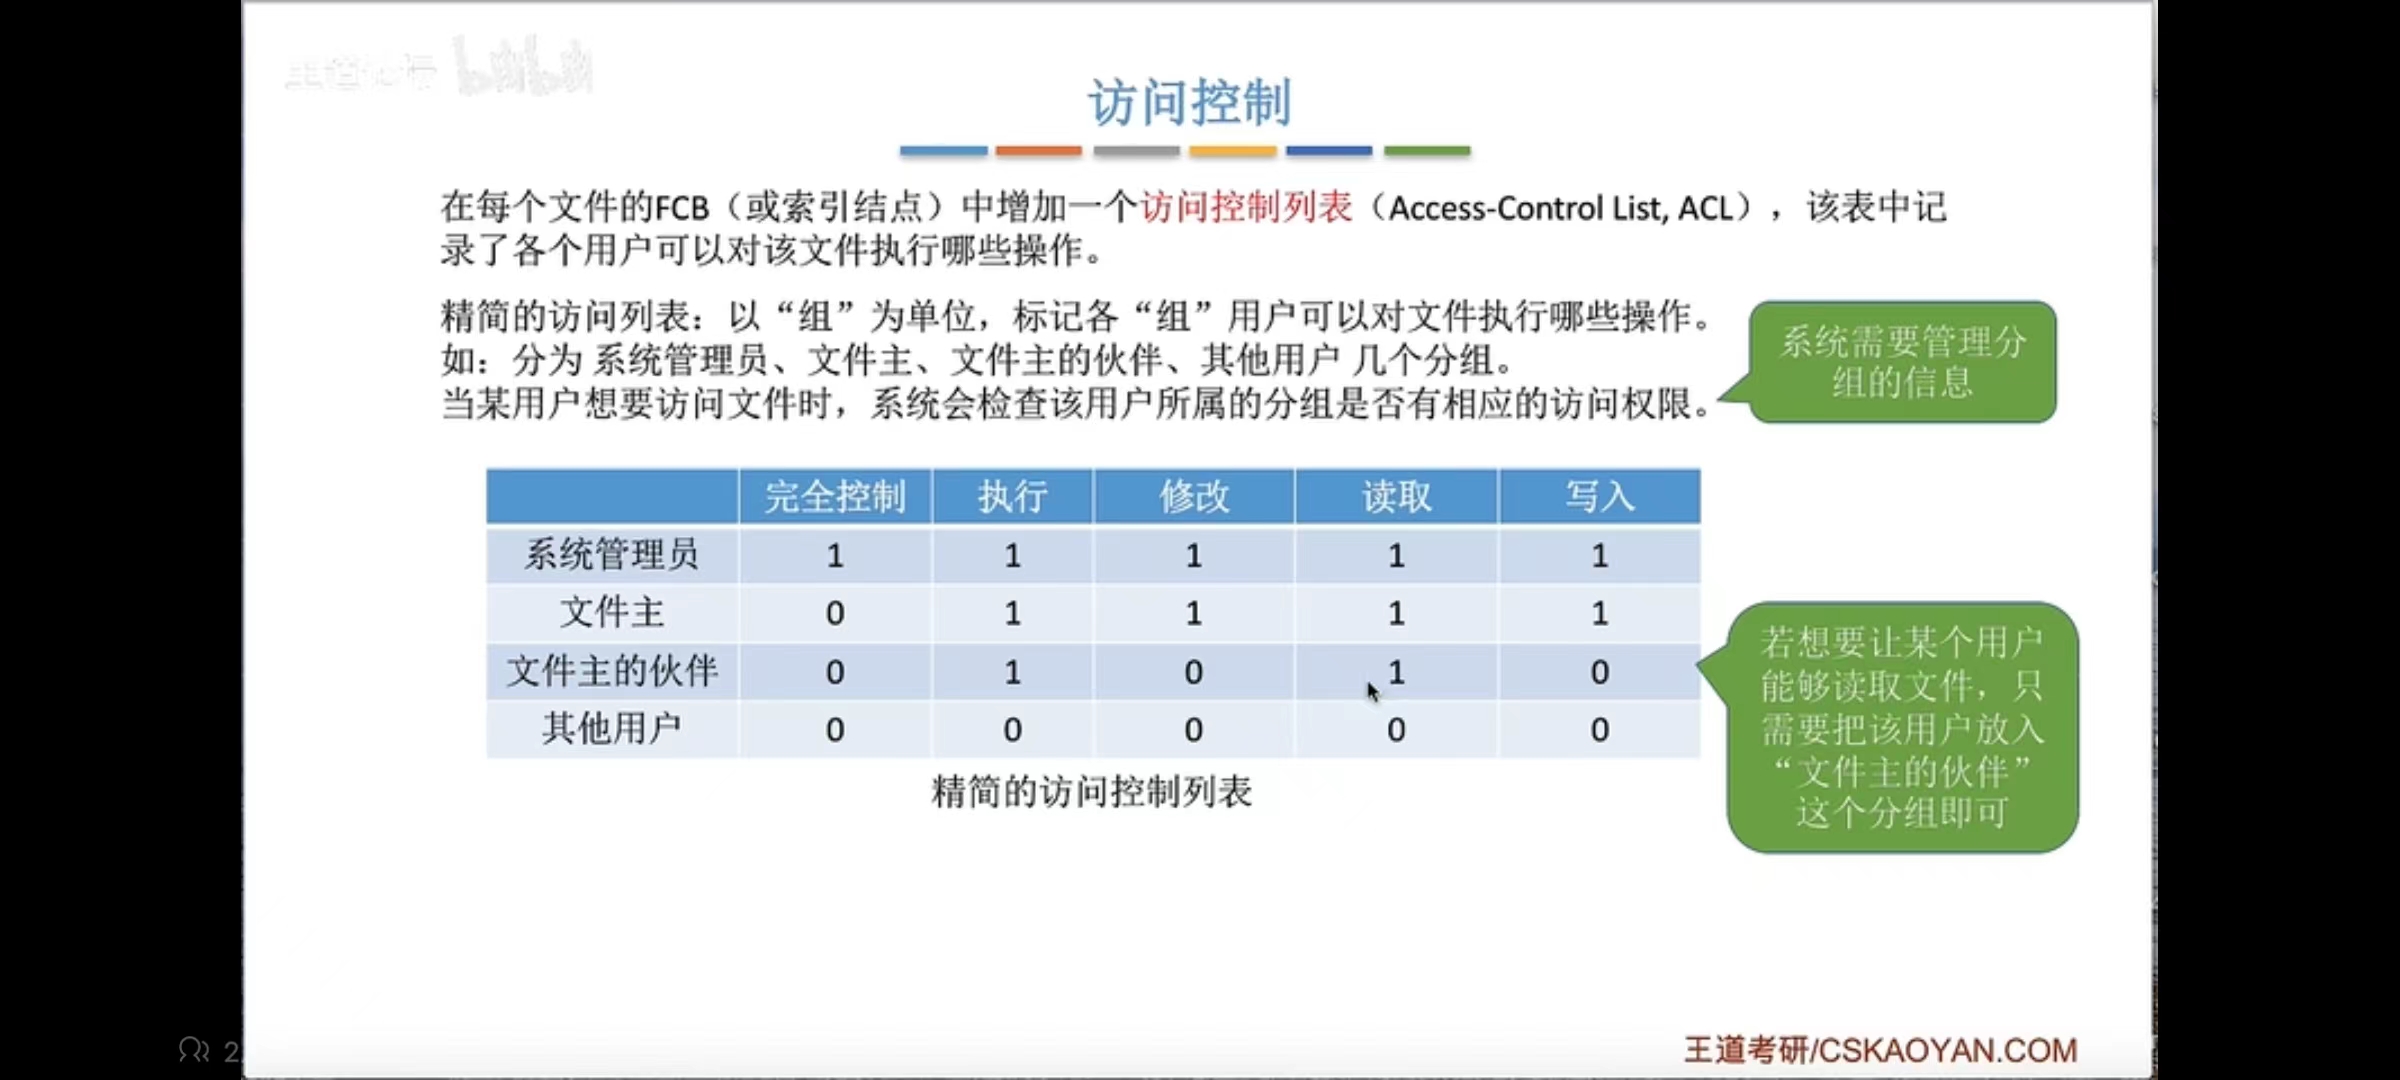 王道论坛 bilibili
访问控制
在每个文件的FCB（或索引结点）中增加一个访问控制列表（Access-Control List, ACL），该表中记
录了各个用户可以对该文件执行哪些操作。
精简的访问列表：以“组”为单位，标记各“组”用户可以对文件执行哪些操作。
如：分为 系统管理员、文件主、文件主的伙伴、其他用户 几个分组。
当某用户想要访问文件时，系统会检查该用户所属的分组是否有相应的访问权限。
系统需要管理分
组的信息
完全控制 执行 修改 读取 写入
系统管理员 1 1 1 1 1
文件主 0 1 1 1 1
文件主的伙伴 0 1 0 1 0
其他用户 0 0 0 0 0
精简的访问控制列表
若想要让某个用户
能够读取文件，只
需要把该用户放入
“文件主的伙伴”
这个分组即可
王道考研/CSKAOYAN.COM